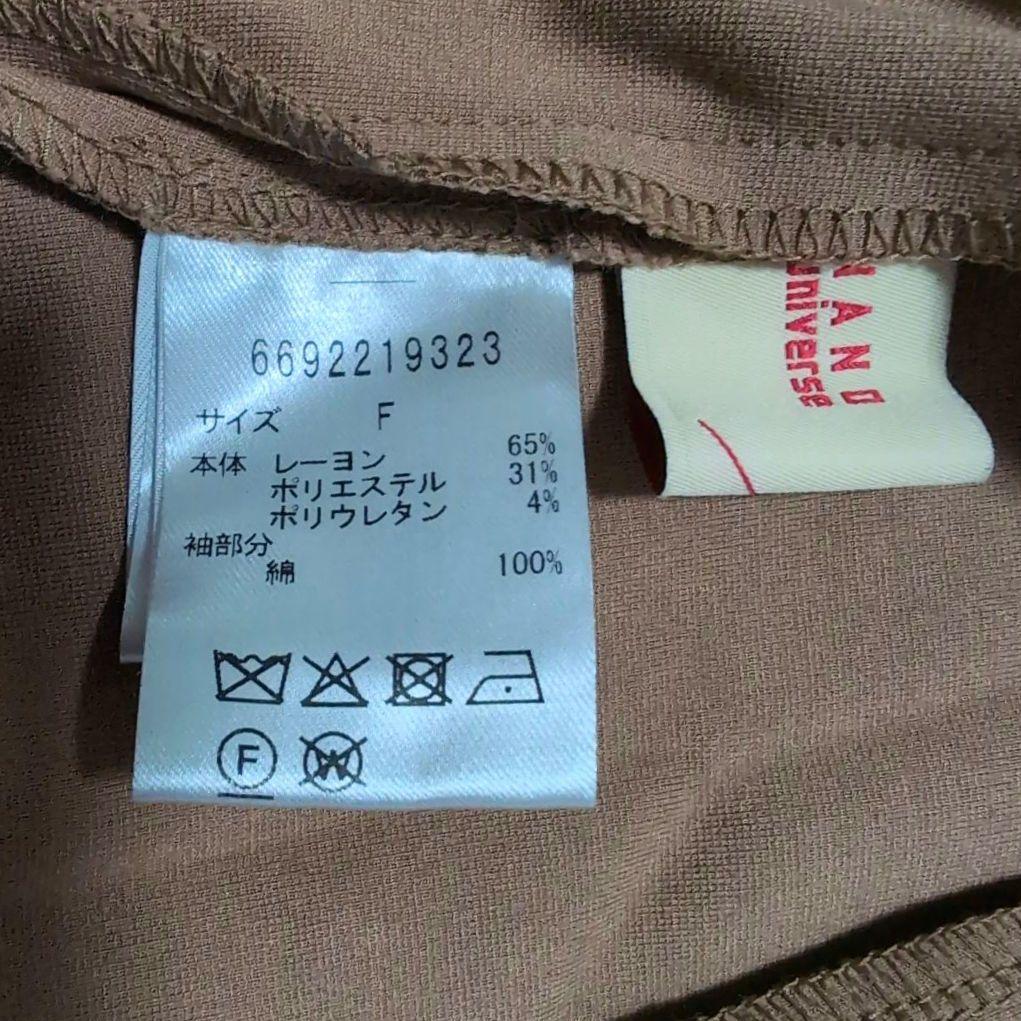 6692219323
サイズ F
本体 レーヨン 65%
ポリエステル 31%
ポリウレタン 4%
袖部分
綿 100%
F
W
universe